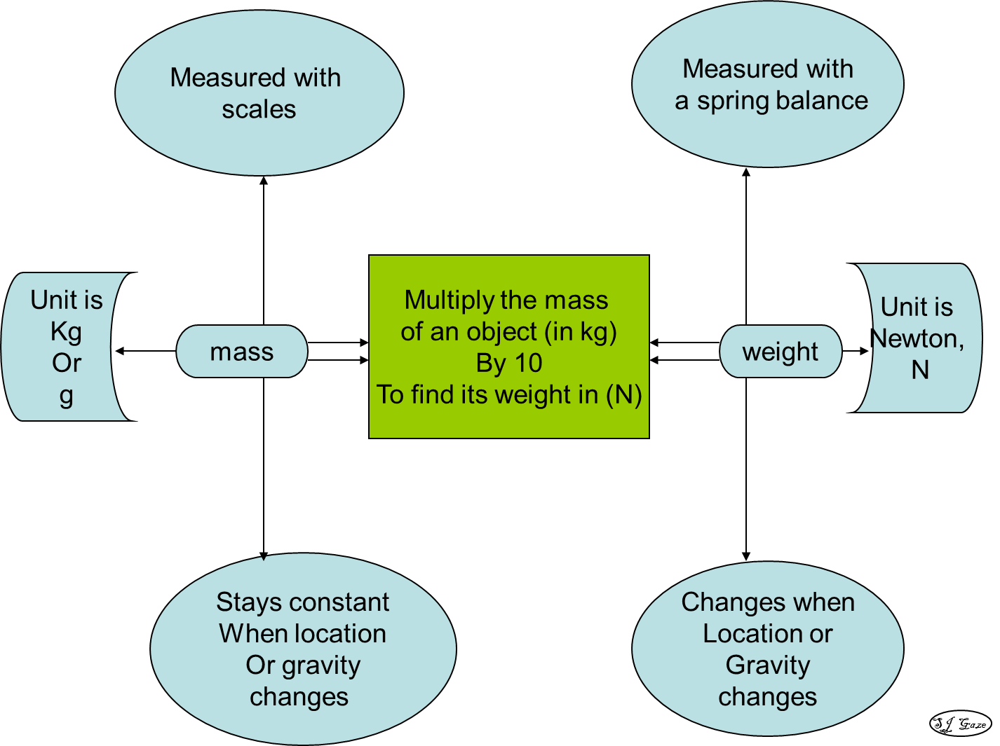 Measured with
scales
Measured with
a spring balance
Unit is
Kg
Or
g
mass
Multiply the mass
of an object (in kg)
By 10
To find its weight in (N)
weight
Unit is
Newton,
N
Stays constant
When location
Or gravity
changes
Changes when
Location or
Gravity
changes
SJ Gaze